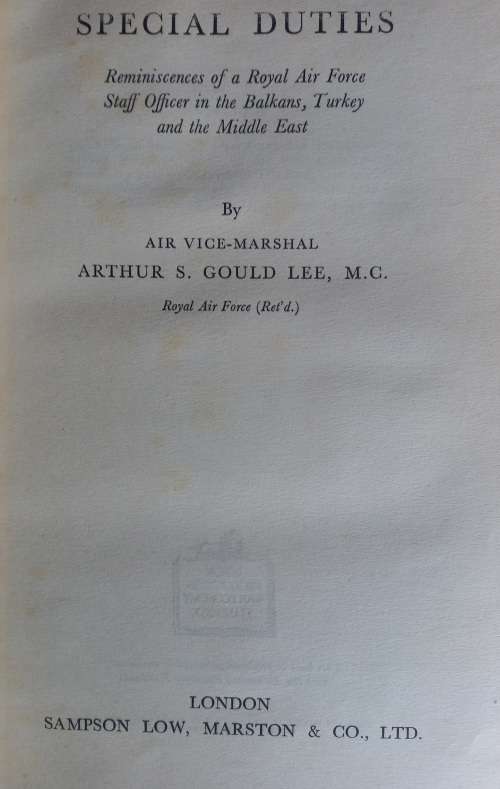 SPECIAL DUTIES
Reminiscences of a Royal Air Force
Staff Officer in the Balkans, Turkey
and the Middle East
By
AIR VICE-MARSHAL
ARTHUR S. GOULD LEE, M.C.
Royal Air Force (Ret'd.)
LONDON
SAMPSON LOW, MARSTON & CO., LTD.